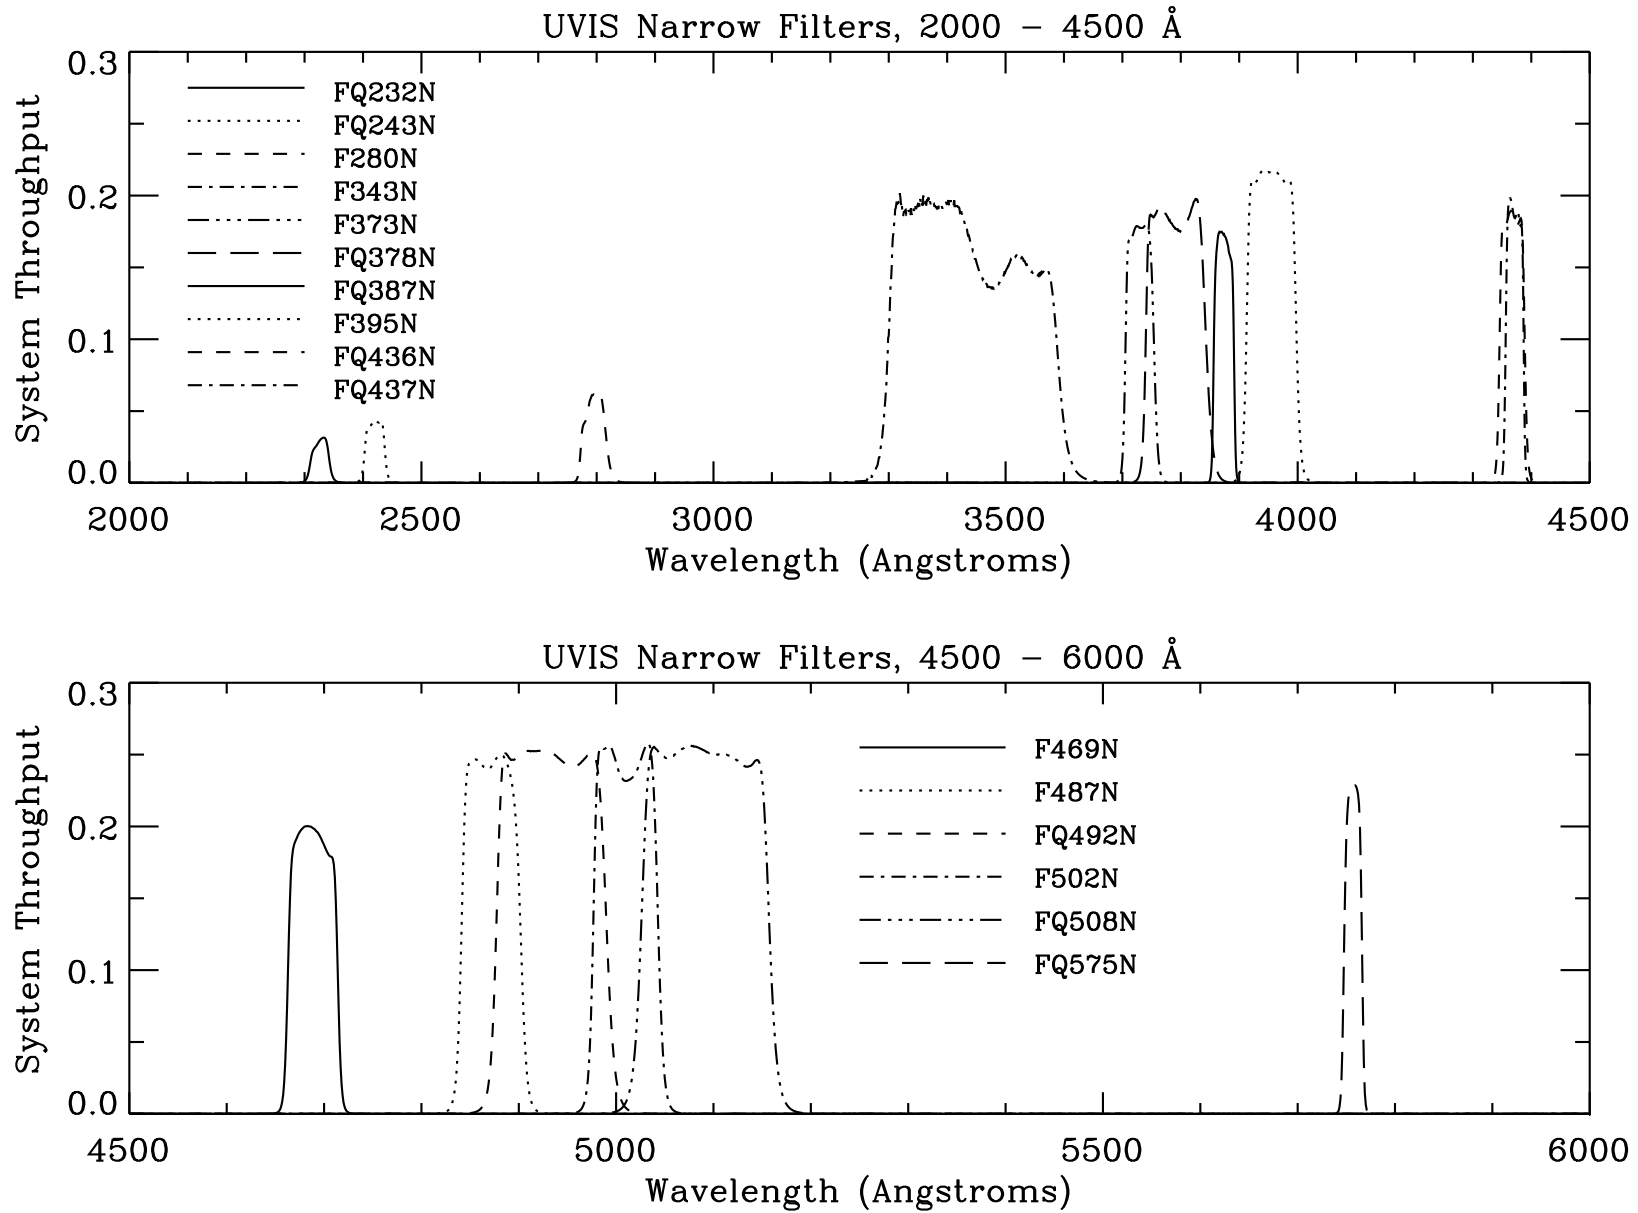 UVIS Narrow Filters, 2000 – 4500 Å
System Throughput
0.3
0.2
0.1
0.0
FQ232N
FQ243N
F280N
F343N
F373N
FQ378N
FQ387N
F395N
FQ436N
FQ437N
2000 2500 3000 3500 4000 4500
Wavelength (Angstroms)
UVIS Narrow Filters, 4500 – 6000 Å
System Throughput
0.3
0.2
0.1
0.0
F469N
F487N
FQ492N
F502N
FQ508N
FQ575N
4500 5000 5500 6000
Wavelength (Angstroms)